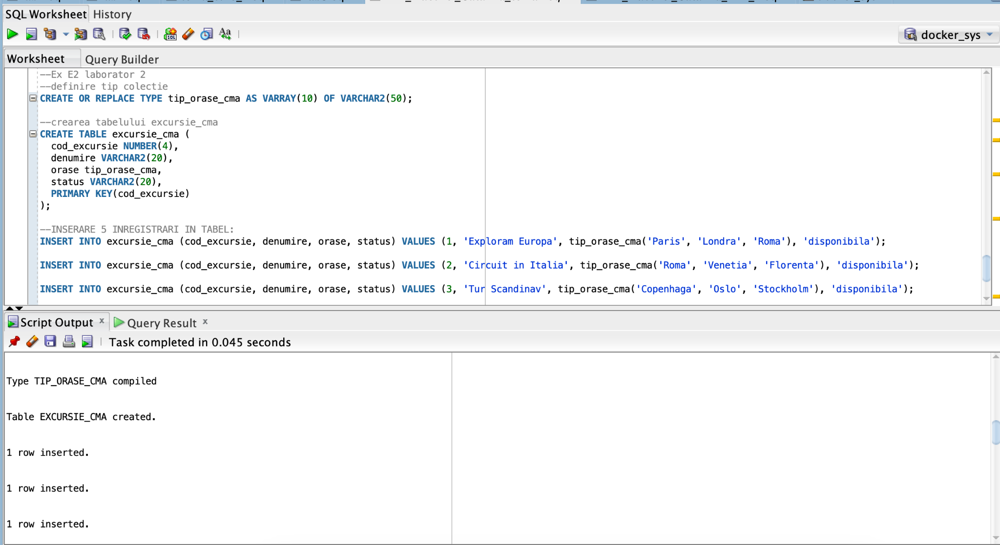 SQL Worksheet History
docker_sys
Worksheet Query Builder
--Ex E2 laborator 2
--definire tip colectie
CREATE OR REPLACE TYPE tip_orase_cma AS VARRAY(10) OF VARCHAR2(50);
--crearea tabelului excursie_cma
CREATE TABLE excursie_cma (
cod_excursie NUMBER(4),
denumire VARCHAR2(20),
orase tip_orase_cma,
status VARCHAR2(20),
PRIMARY KEY(cod_excursie)
);
--INSERARE 5 INREGISTRARI IN TABEL:
INSERT INTO excursie_cma (cod_excursie, denumire, orase, status) VALUES (1, 'Exploram Europa', tip_orase_cma('Paris', 'Londra', 'Roma'), 'disponibila');
INSERT INTO excursie_cma (cod_excursie, denumire, orase, status) VALUES (2, 'Circuit in Italia', tip_orase_cma('Roma', 'Venetia', 'Florenta'), 'disponibila');
INSERT INTO excursie_cma (cod_excursie, denumire, orase, status) VALUES (3, 'Tur Scandinav', tip_orase_cma('Copenhaga', 'Oslo', 'Stockholm'), 'disponibila');
Script Output x Query Result x
Task completed in 0.045 seconds
Type TIP_ORASE_CMA compiled
Table EXCURSIE_CMA created.
1 row inserted.
1 row inserted.
1 row inserted.